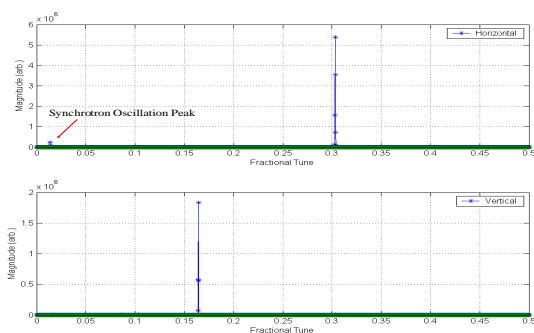 × 10^6
6
5
4
3
2
1
0
Magnitude (arb.)
Horizontal
Synchrotron Oscillation Peak
0 0.05 0.1 0.15 0.2 0.25 0.3 0.35 0.4 0.45 0.5
Fractional Tune
× 10^6
2
1.5
1
0.5
0
Magnitude (arb.)
Vertical
0 0.05 0.1 0.15 0.2 0.25 0.3 0.35 0.4 0.45 0.5
Fractional Tune